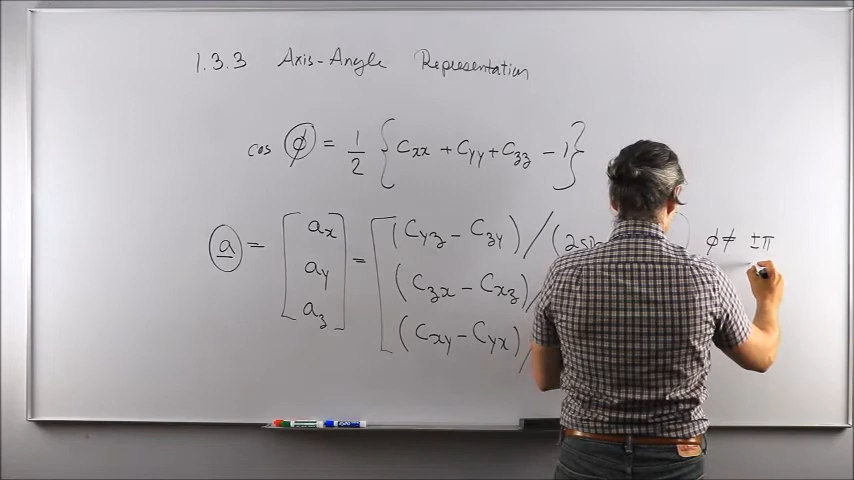 1.3.3 Axis-Angle Representation
cos ϕ = 1/2 { Cxx + Cyy + Czz - 1 }
a = [ ax = [ (Cyz - Czy) / (2sin ϕ ≠ ±π
ay (Czx - Cxz) /
az ] (Cxy - Cyx) /